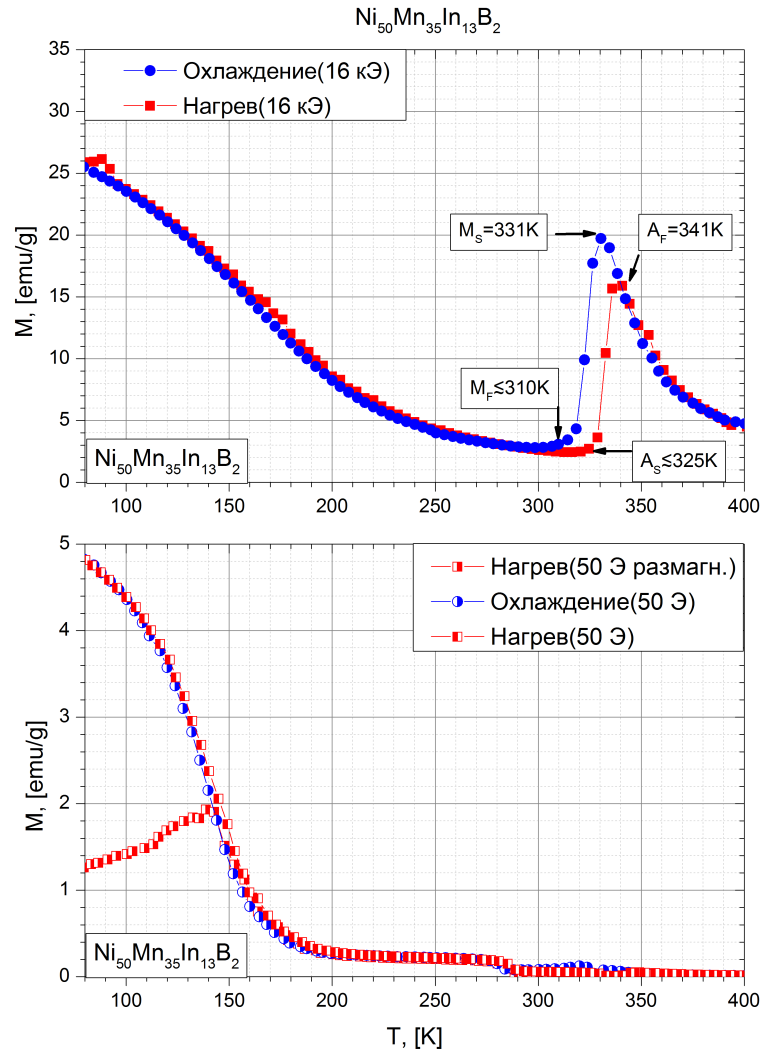 Ni50Mn35In13B2
35
30
25
20
15
10
5
0
M, [emu/g]
Охлаждение(16 кЭ)
Нагрев(16 кЭ)
MS=331K
AF=341K
MF≲310K
AS≲325K
Ni50Mn35In13B2
100 150 200 250 300 350 400
5
4
3
2
1
0
M, [emu/g]
Нагрев(50 Э размагн.)
Охлаждение(50 Э)
Нагрев(50 Э)
Ni50Mn35In13B2
100 150 200 250 300 350 400
T, [K]